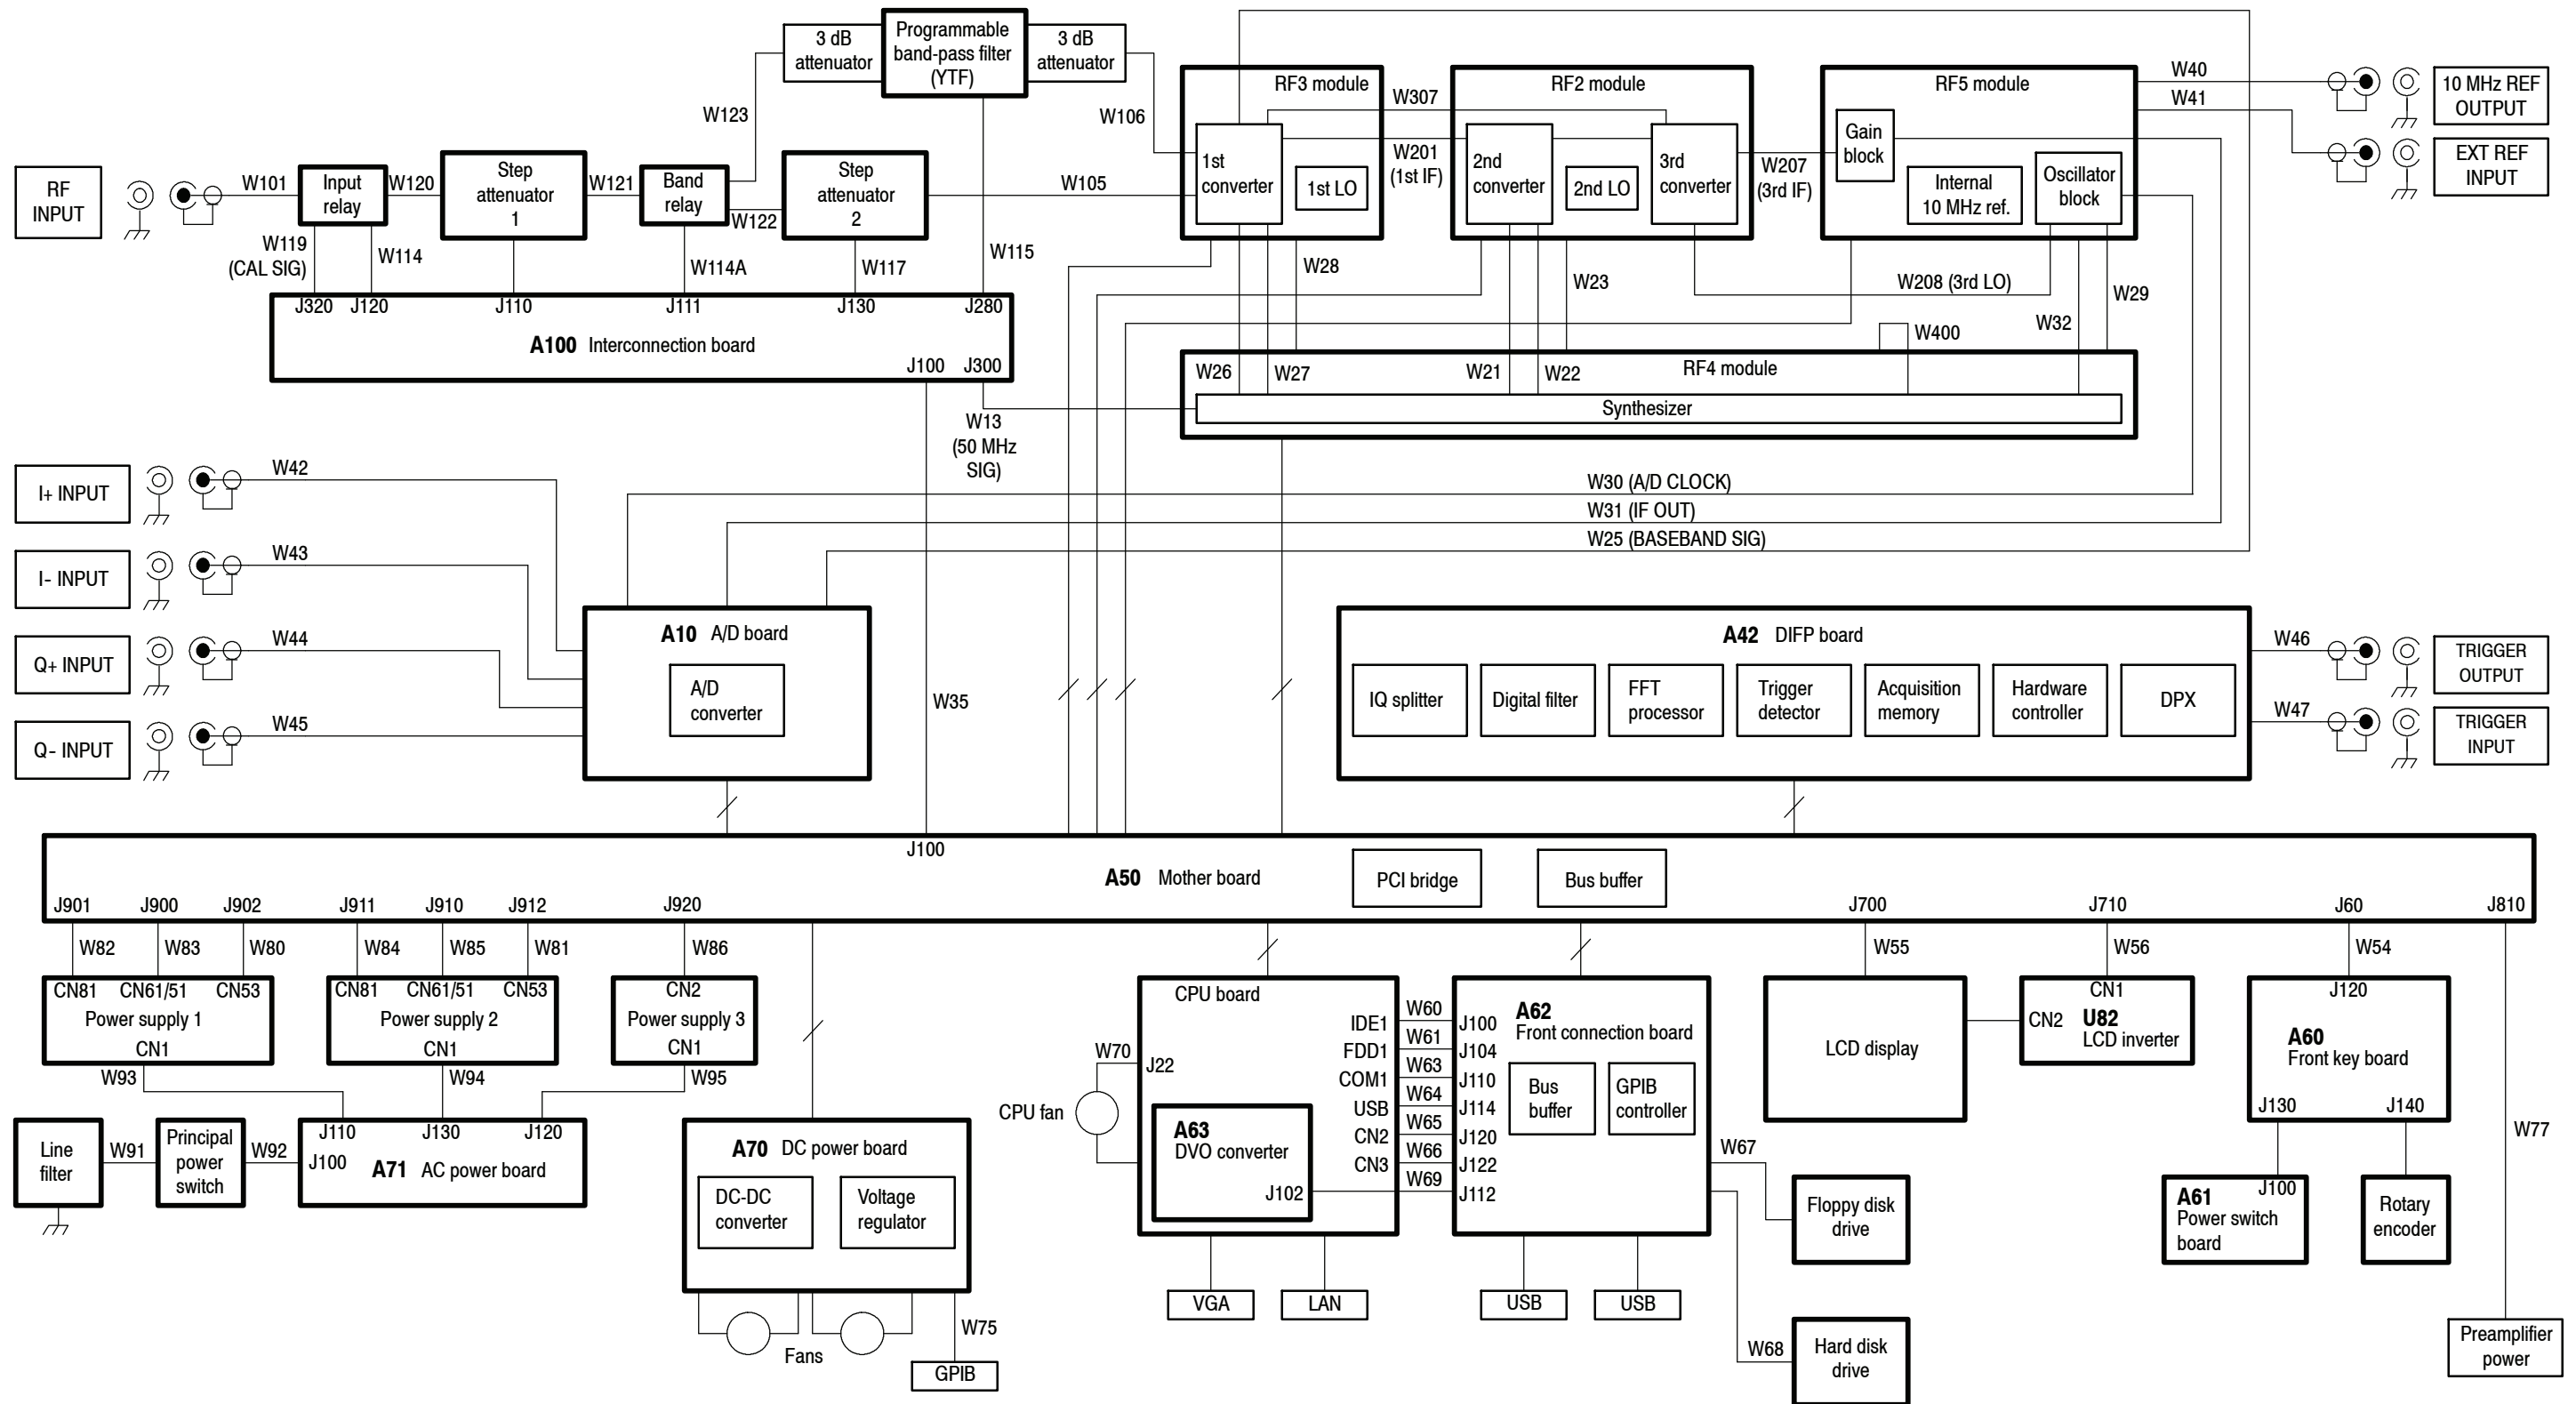 RF
INPUT
W101
Input
relay
W120
Step
attenuator
1
W121
Band
relay
W122
W123
3 dB
attenuator
Programmable
band-pass filter
(YTF)
3 dB
attenuator
W106
Step
attenuator
2
W105
W119
(CAL SIG)
W114
W114A
W117
W115
J320
J120
J110
J111
J130
J280
A100 Interconnection board
J100
J300
W13
(50 MHz
SIG)
RF3 module
1st
converter
1st LO
W307
W201
(1st IF)
RF2 module
2nd
converter
2nd LO
3rd
converter
W207
(3rd IF)
RF5 module
Gain
block
Internal
10 MHz ref.
Oscillator
block
W40
W41
10 MHz REF
OUTPUT
EXT REF
INPUT
W28
W23
W208 (3rd LO)
W29
W32
W400
W26
W27
W21
W22
RF4 module
Synthesizer
I+ INPUT
W42
I- INPUT
W43
Q+ INPUT
W44
Q- INPUT
W45
W30 (A/D CLOCK)
W31 (IF OUT)
W25 (BASEBAND SIG)
A10 A/D board
A/D
converter
W35
A42 DIFP board
IQ splitter
Digital filter
FFT
processor
Trigger
detector
Acquisition
memory
Hardware
controller
DPX
W46
W47
TRIGGER
OUTPUT
TRIGGER
INPUT
J100
A50 Mother board
PCI bridge
Bus buffer
J901
J900
J902
J911
J910
J912
J920
J700
J710
J60
J810
W82
W83
W80
W84
W85
W81
W86
W55
W56
W54
W77
CN81
CN61/51
CN53
Power supply 1
CN1
CN81
CN61/51
CN53
Power supply 2
CN1
CN2
Power supply 3
CN1
W93
W94
W95
Line
filter
W91
Principal
power
switch
W92
J110
J130
J120
J100
A71 AC power board
A70 DC power board
DC-DC
converter
Voltage
regulator
Fans
W75
GPIB
CPU fan
W70
CPU board
J22
IDE1
FDD1
COM1
USB
CN2
CN3
A63
DVO converter
J102
W60
W61
W63
W64
W65
W66
W69
A62
Front connection board
J100
J104
J110
J114
J120
J122
J112
Bus
buffer
GPIB
controller
VGA
LAN
USB
USB
W67
W68
Floppy disk
drive
Hard disk
drive
LCD display
CN1
CN2
U82
LCD inverter
J120
A60
Front key board
J130
J140
J100
A61
Power switch
board
Rotary
encoder
Preamplifier
power